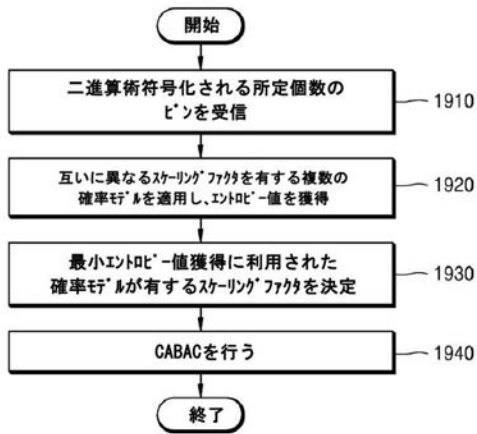 開始
二進算術符号化される所定個数の
ビンを受信
1910
互いに異なるｽｹｰﾘﾝｸﾞﾌｧｸﾀを有する複数の
確率ﾓﾃﾞﾙを適用し､ｴﾝﾄﾛﾋﾟｰ値を獲得
1920
最小ｴﾝﾄﾛﾋﾟｰ値獲得に利用された
確率ﾓﾃﾞﾙが有するｽｹｰﾘﾝｸﾞﾌｧｸﾀを決定
1930
CABACを行う
1940
終了